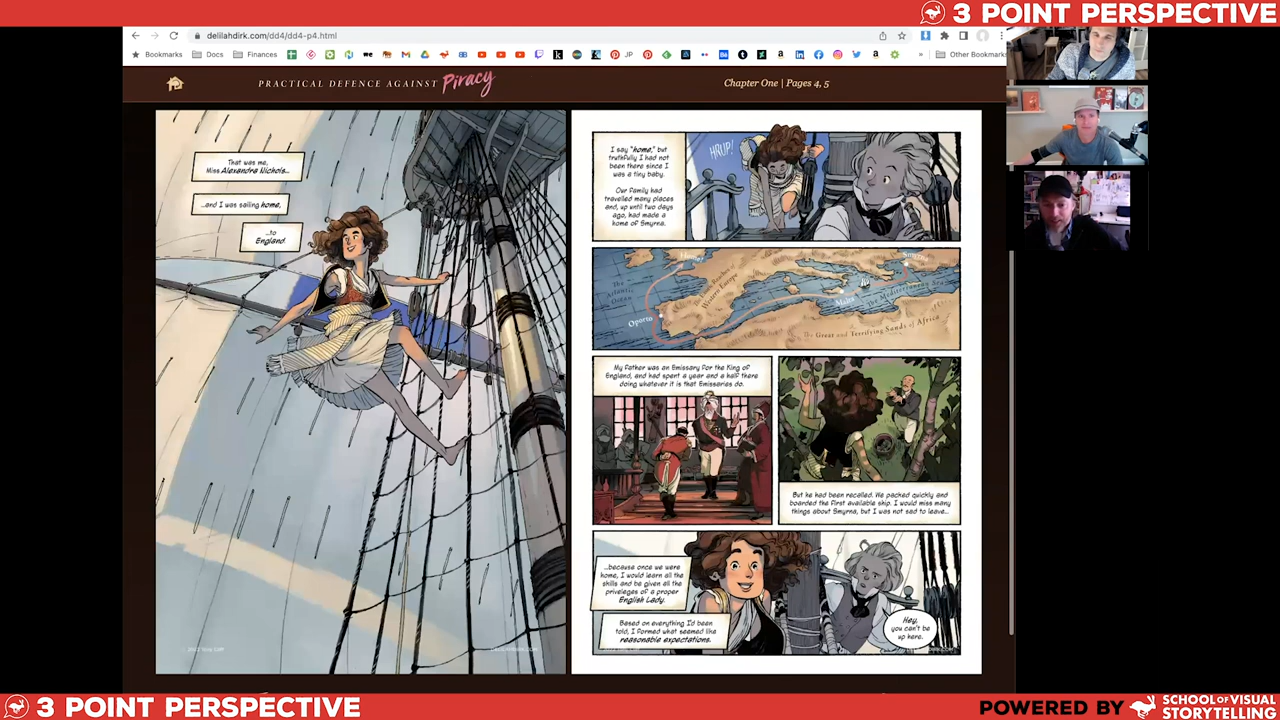 3 POINT PERSPECTIVE
delilahdirk.com/dd4/dd4-p4.html
Bookmarks
Docs
Finances
JP
Other Bookmarks
PRACTICAL DEFENCE AGAINST Piracy
Chapter One | Pages 4, 5
That was me,
Miss Alexandra Nichols...
...and I was sailing home,
...to
England.
I say "home," but
truthfully I had not
been there since I
was a tiny baby.
Our family had
travelled many places
and, up until two days
ago, had made a
home of Smyrna.
HRUP!
The
Atlantic
Ocean
Western Europe
Smyrna
Oporto
Malta
The Mediterranean Sea
The Great and Terrifying Sands of Africa
My father was an Emissary for the King of
England, and had spent a year and a half there
doing whatever it is that Emissaries do.
But he had been recalled. We packed quickly and
boarded the first available ship. I would miss many
things about Smyrna, but I was not sad to leave...
...because once we were
home, I would learn all the
skills and be given all the
privileges of a proper
English Lady.
Based on everything I'd been
told, I formed what seemed like
reasonable expectations.
Hey,
you can't be
up here.
3 POINT PERSPECTIVE
POWERED BY
SCHOOL OF VISUAL
STORYTELLING